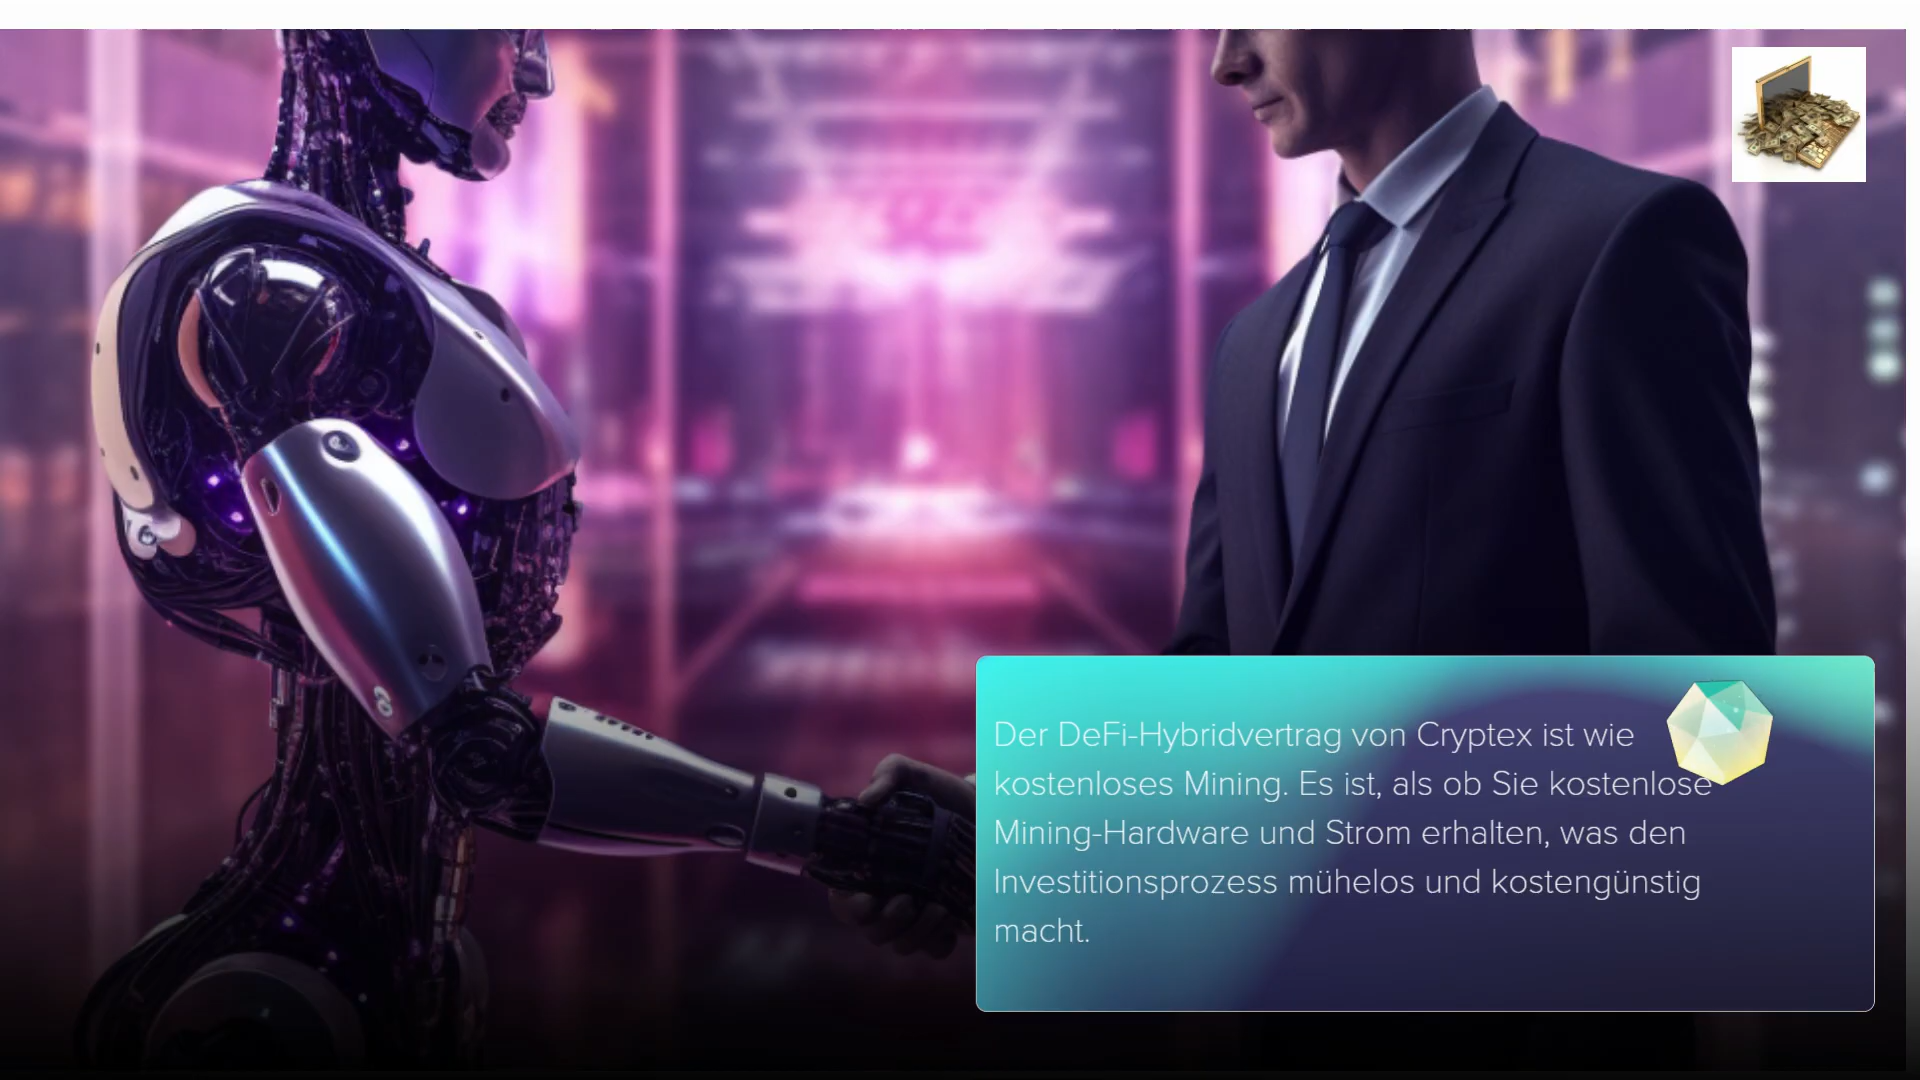 Der DeFi-Hybridvertrag von Cryptex ist wie
kostenloses Mining. Es ist, als ob Sie kostenlose
Mining-Hardware und Strom erhalten, was den
Investitionsprozess mühelos und kostengünstig
macht.